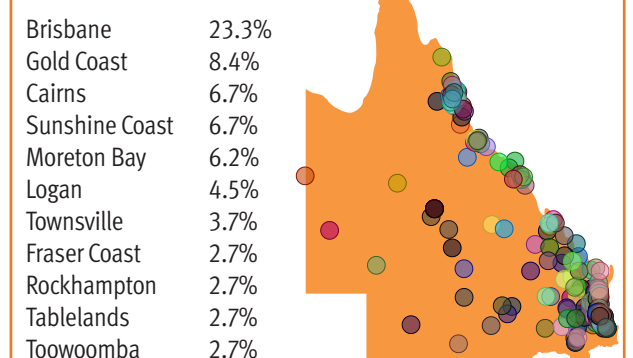 Brisbane 23.3%
Gold Coast 8.4%
Cairns 6.7%
Sunshine Coast 6.7%
Moreton Bay 6.2%
Logan 4.5%
Townsville 3.7%
Fraser Coast 2.7%
Rockhampton 2.7%
Tablelands 2.7%
Toowoomba 2.7%